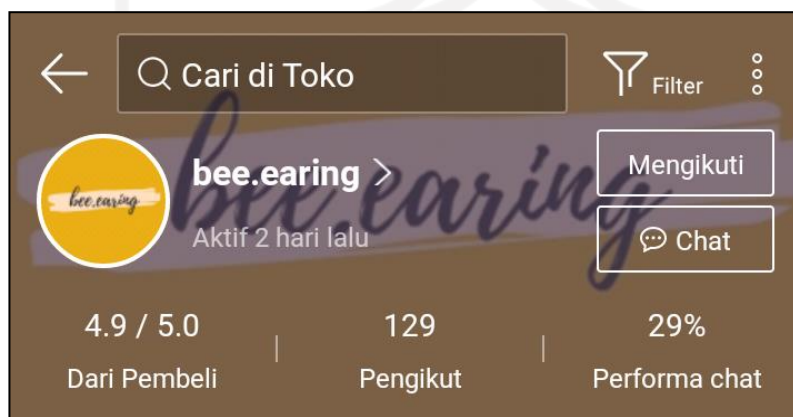 Cari di Toko
Filter
bee.earing
bee.earing >
Mengikuti
bee.earing
Aktif 2 hari lalu
Chat
4.9 / 5.0
129
29%
Dari Pembeli
Pengikut
Performa chat